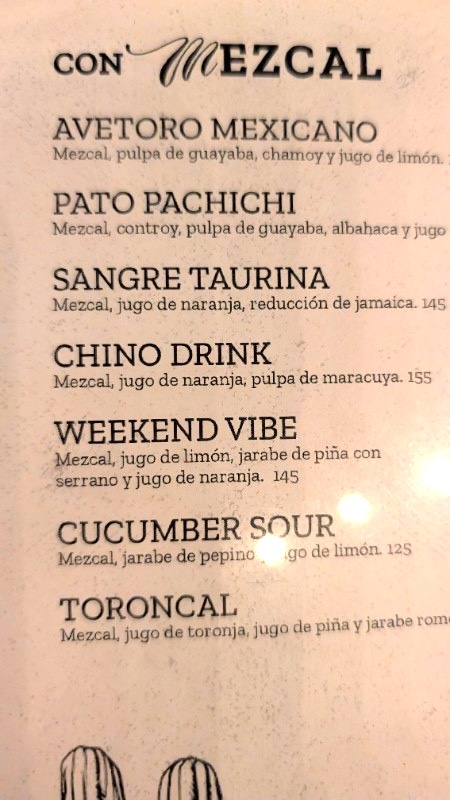 CON MEZCAL
AVETORO MEXICANO
Mezcal, pulpa de guayaba, chamoy y jugo de limón.
PATO PACHICHI
Mezcal, controy, pulpa de guayaba, albahaca y jugo
SANGRE TAURINA
Mezcal, jugo de naranja, reducción de jamaica. 145
CHINO DRINK
Mezcal, jugo de naranja, pulpa de maracuya. 155
WEEKEND VIBE
Mezcal, jugo de limón, jarabe de piña con
serrano y jugo de naranja. 145
CUCUMBER SOUR
Mezcal, jarabe de pepino de limón. 125
TORONCAL
Mezcal, jugo de toronja, jugo de piña y jarabe